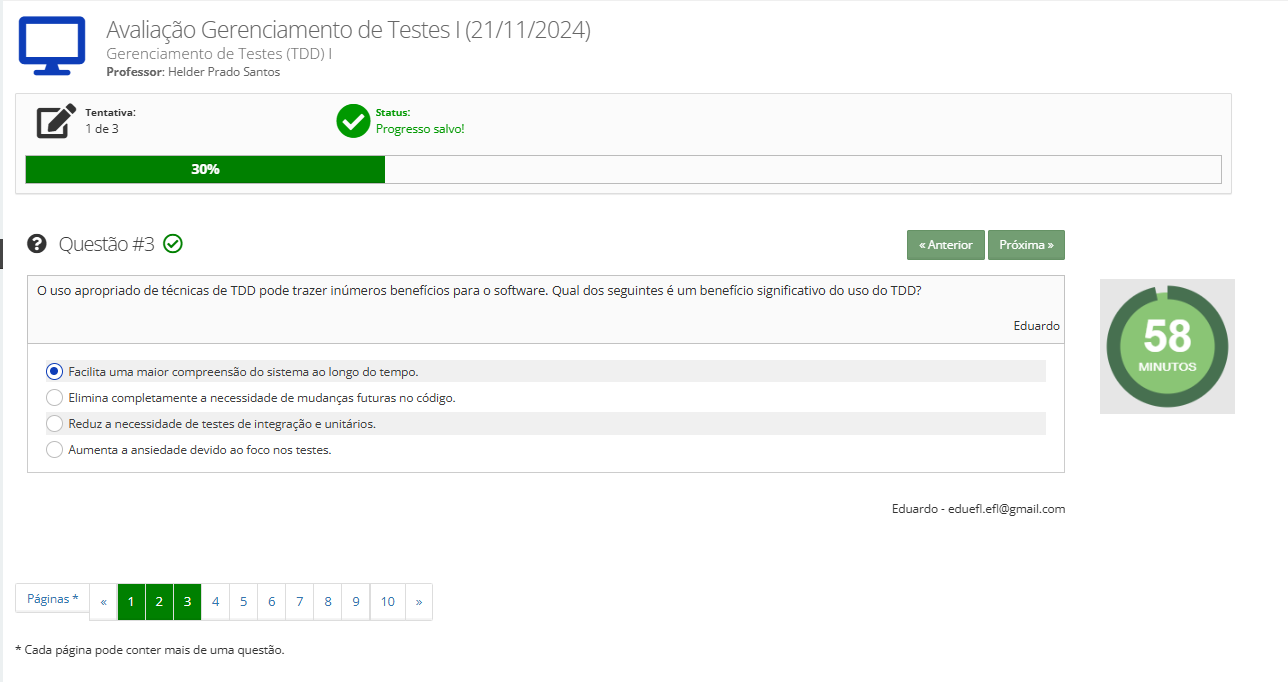 Avaliação Gerenciamento de Testes I (21/11/2024)
Gerenciamento de Testes (TDD) I
Professor: Helder Prado Santos
Tentativa:
1 de 3
Status:
Progresso salvo!
30%
Questão #3
« Anterior
Próxima »
O uso apropriado de técnicas de TDD pode trazer inúmeros benefícios para o software. Qual dos seguintes é um benefício significativo do uso do TDD?
Eduardo
58
MINUTOS
Facilita uma maior compreensão do sistema ao longo do tempo.
Elimina completamente a necessidade de mudanças futuras no código.
Reduz a necessidade de testes de integração e unitários.
Aumenta a ansiedade devido ao foco nos testes.
Eduardo - eduefl.efl@gmail.com
Páginas * « 1 2 3 4 5 6 7 8 9 10 »
* Cada página pode conter mais de uma questão.